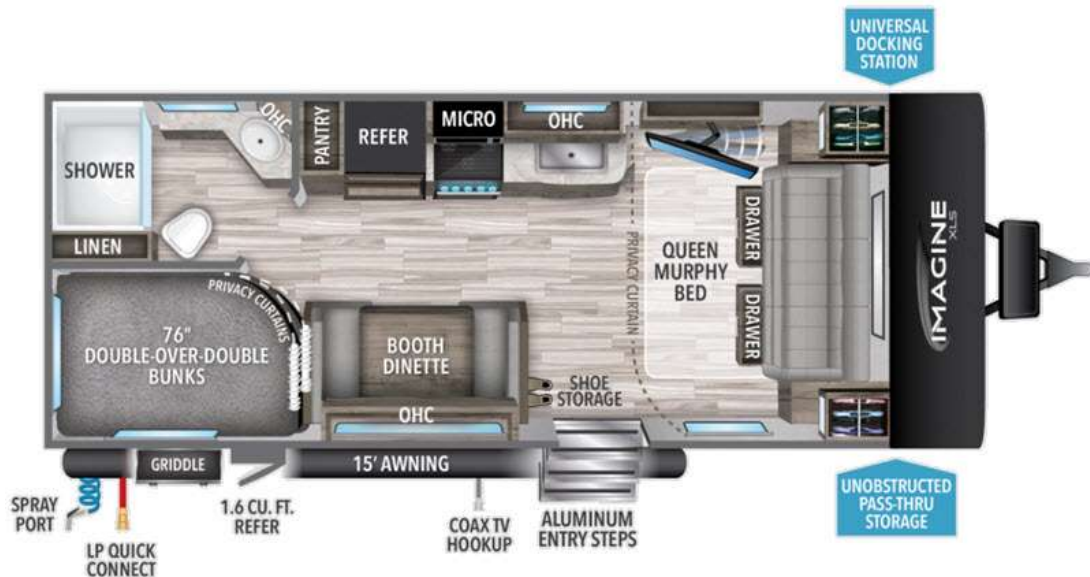 UNIVERSAL
DOCKING
STATION
SHOWER
OHC
PANTRY
REFER
MICRO
OHC
LINEN
PRIVACY CURTAINS
76"
DOUBLE-OVER-DOUBLE
BUNKS
BOOTH
DINETTE
OHC
SHOE
STORAGE
PRIVACY CURTAIN
QUEEN
MURPHY
BED
DRAWER
DRAWER
IMAGINE
XLS
GRIDDLE
15' AWNING
SPRAY
PORT
LP QUICK
CONNECT
1.6 CU. FT.
REFER
COAX TV
HOOKUP
ALUMINUM
ENTRY STEPS
UNOBSTRUCTED
PASS-THRU
STORAGE